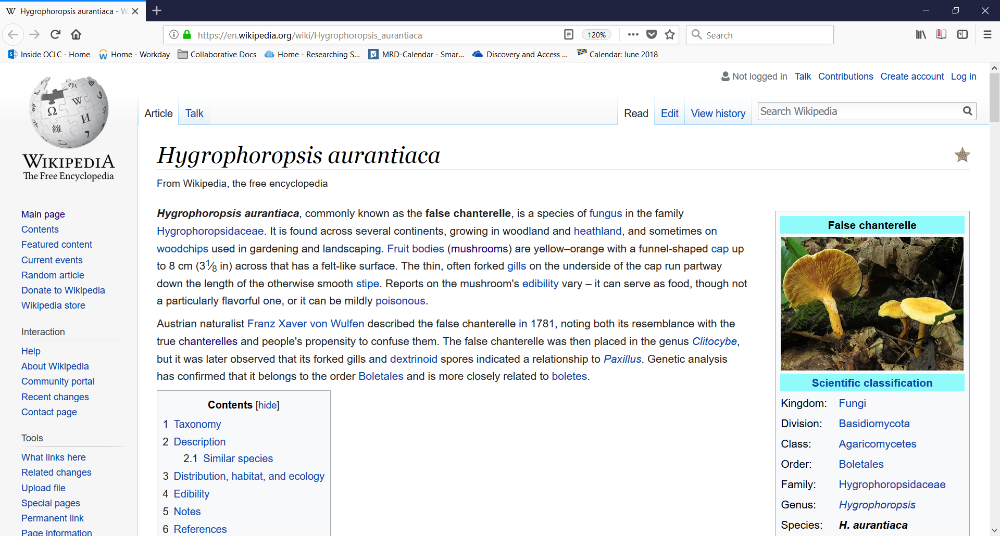 Hygrophoropsis aurantiaca - W
https://en.wikipedia.org/wiki/Hygrophoropsis_aurantiaca
120%
Search
Inside OCLC - Home
Home - Workday
Collaborative Docs
Home - Researching S...
MRD-Calendar - Smar...
Discovery and Access ...
Calendar: June 2018
Not logged in Talk Contributions Create account Log in
Article Talk
Read Edit View history
Search Wikipedia
WIKIPEDIA
The Free Encyclopedia
Main page
Contents
Featured content
Current events
Random article
Donate to Wikipedia
Wikipedia store
Interaction
Help
About Wikipedia
Community portal
Recent changes
Contact page
Tools
What links here
Related changes
Upload file
Special pages
Permanent link
Page information
Hygrophoropsis aurantiaca
From Wikipedia, the free encyclopedia
Hygrophoropsis aurantiaca, commonly known as the false chanterelle, is a species of fungus in the family
Hygrophoropsidaceae. It is found across several continents, growing in woodland and heathland, and sometimes on
woodchips used in gardening and landscaping. Fruit bodies (mushrooms) are yellow–orange with a funnel-shaped cap up
to 8 cm (3 1⁄8 in) across that has a felt-like surface. The thin, often forked gills on the underside of the cap run partway
down the length of the otherwise smooth stipe. Reports on the mushroom's edibility vary – it can serve as food, though not
a particularly flavorful one, or it can be mildly poisonous.
Austrian naturalist Franz Xaver von Wulfen described the false chanterelle in 1781, noting both its resemblance with the
true chanterelles and people's propensity to confuse them. The false chanterelle was then placed in the genus Clitocybe,
but it was later observed that its forked gills and dextrinoid spores indicated a relationship to Paxillus. Genetic analysis
has confirmed that it belongs to the order Boletales and is more closely related to boletes.
Contents [hide]
1 Taxonomy
2 Description
2.1 Similar species
3 Distribution, habitat, and ecology
4 Edibility
5 Notes
6 References
False chanterelle
Scientific classification
Kingdom: Fungi
Division: Basidiomycota
Class: Agaricomycetes
Order: Boletales
Family: Hygrophoropsidaceae
Genus: Hygrophoropsis
Species: H. aurantiaca